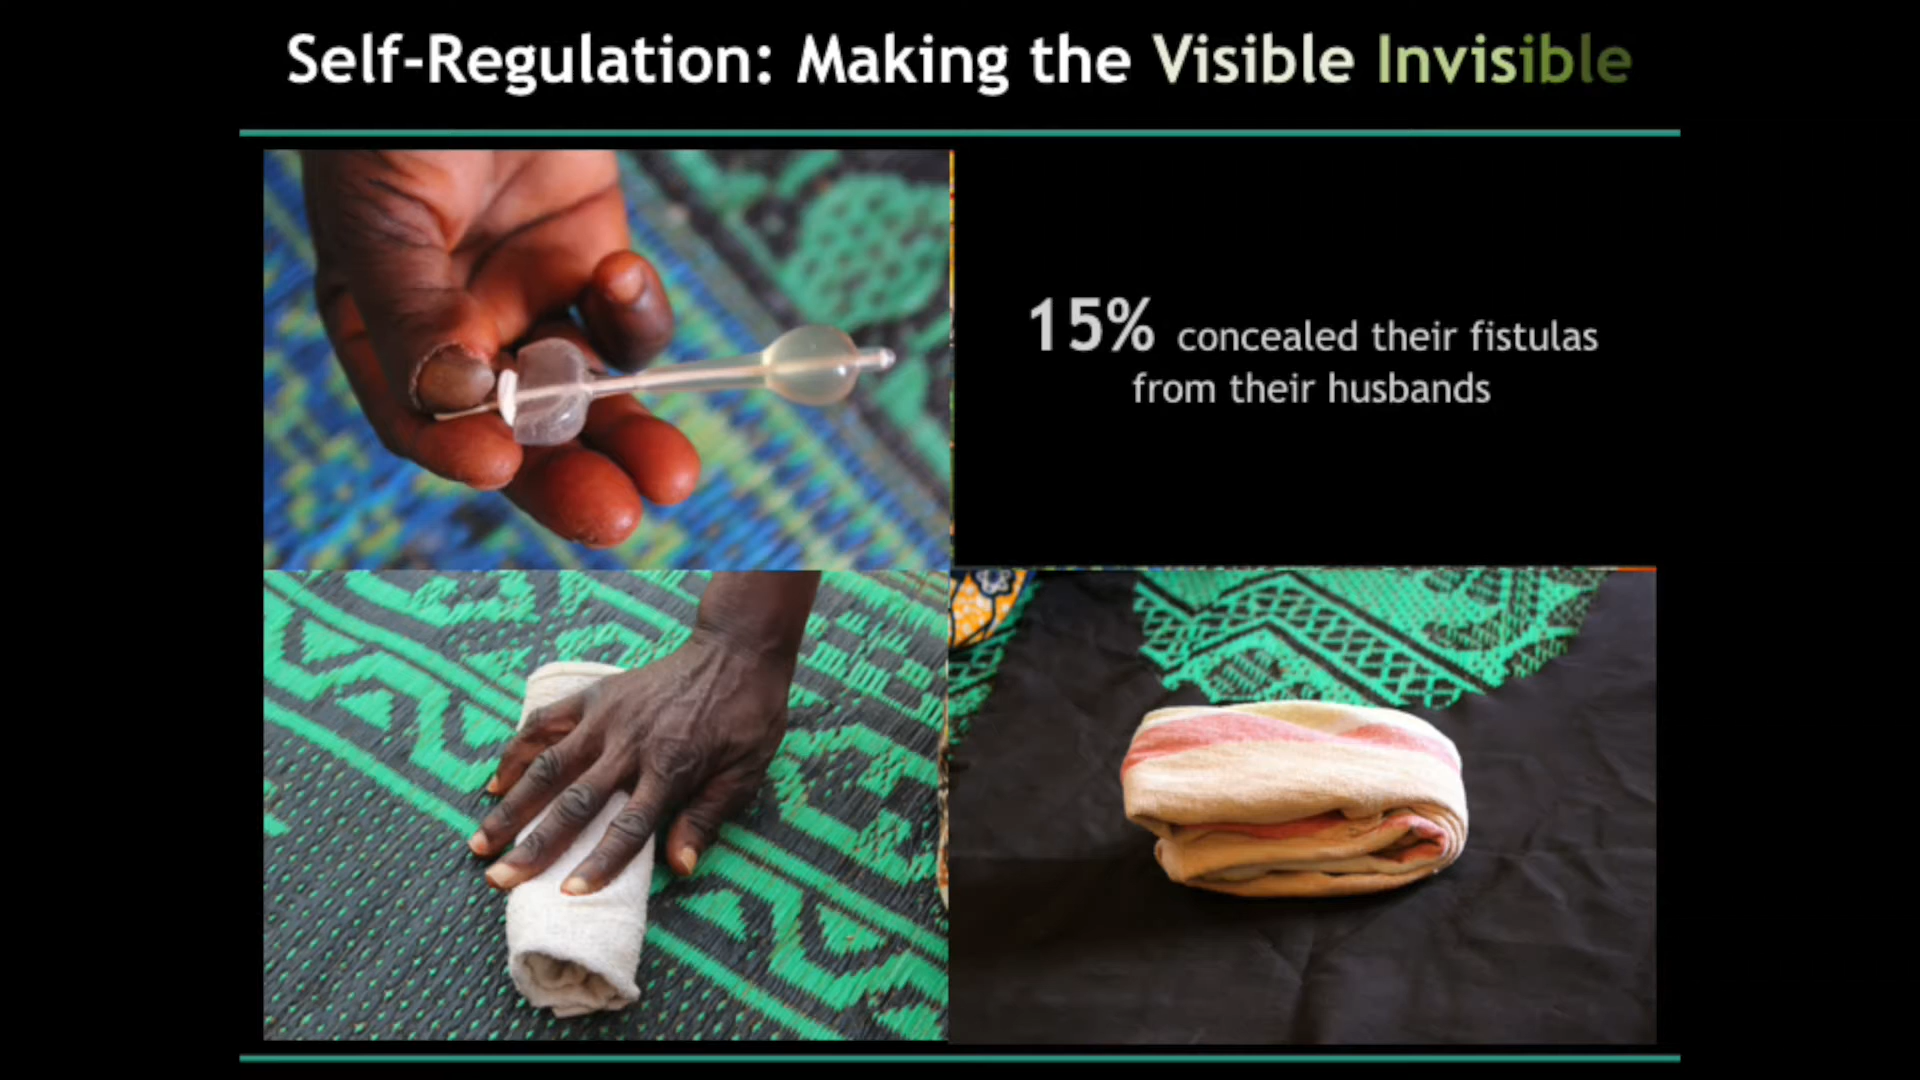 Self-Regulation: Making the Visible Invisible
15% concealed their fistulas
from their husbands